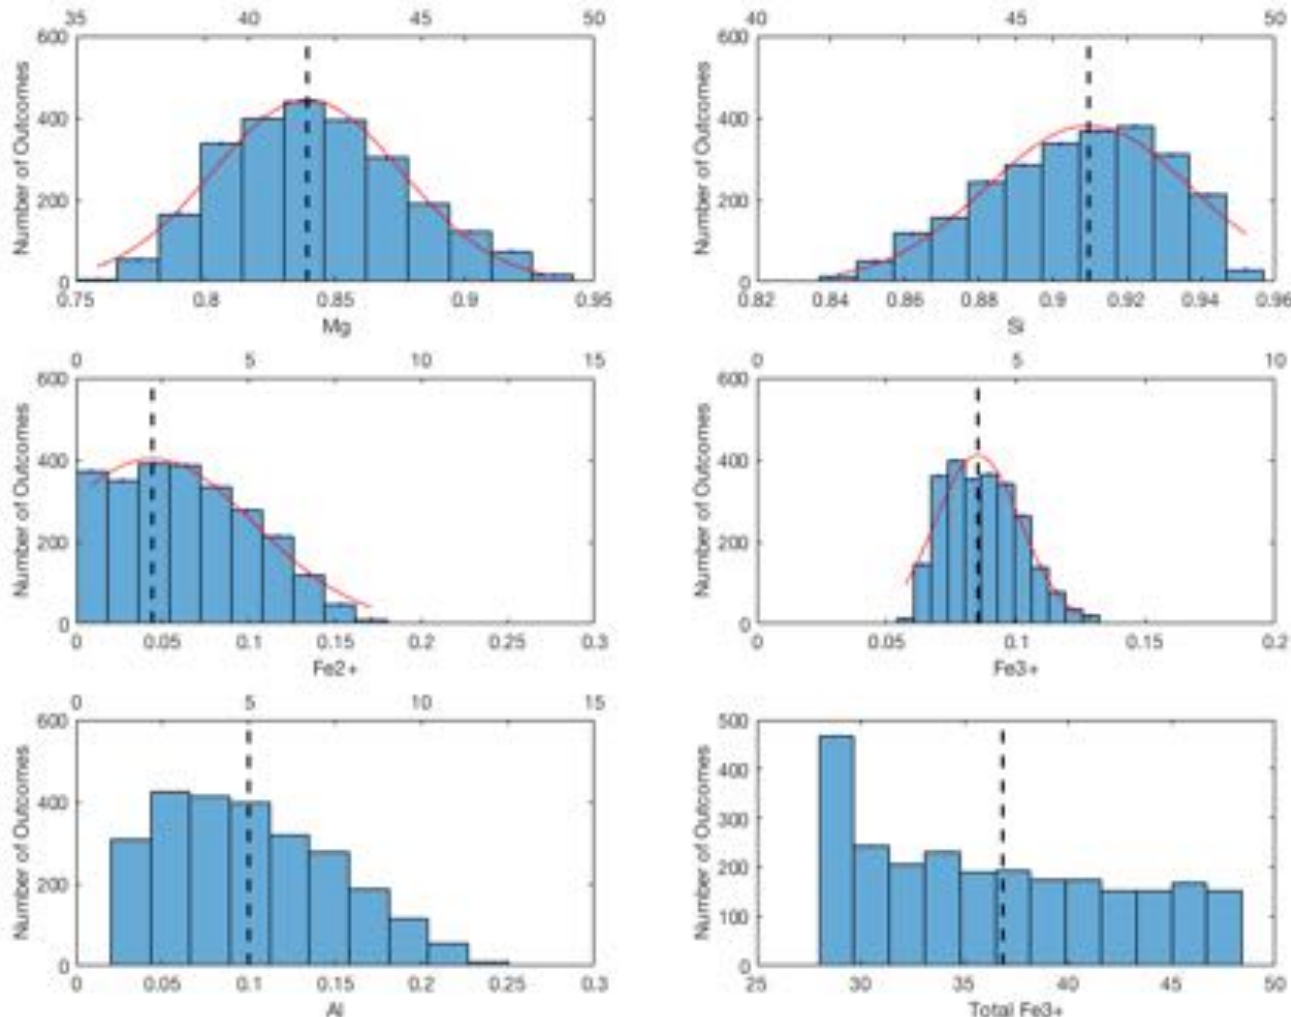 35 40 45 50
600
400
200
0
Number of Outcomes
0.75 0.8 0.85 0.9 0.95
Mg
40 45 50
600
400
200
0
Number of Outcomes
0.82 0.84 0.86 0.88 0.9 0.92 0.94 0.96
Si
0 5 10 15
600
400
200
0
Number of Outcomes
0 0.05 0.1 0.15 0.2 0.25 0.3
Fe2+
0 5 10
600
400
200
0
Number of Outcomes
0 0.05 0.1 0.15 0.2
Fe3+
0 5 10 15
600
400
200
0
Number of Outcomes
0 0.05 0.1 0.15 0.2 0.25 0.3
Al
500
400
300
200
100
0
Number of Outcomes
25 30 35 40 45 50
Total Fe3+